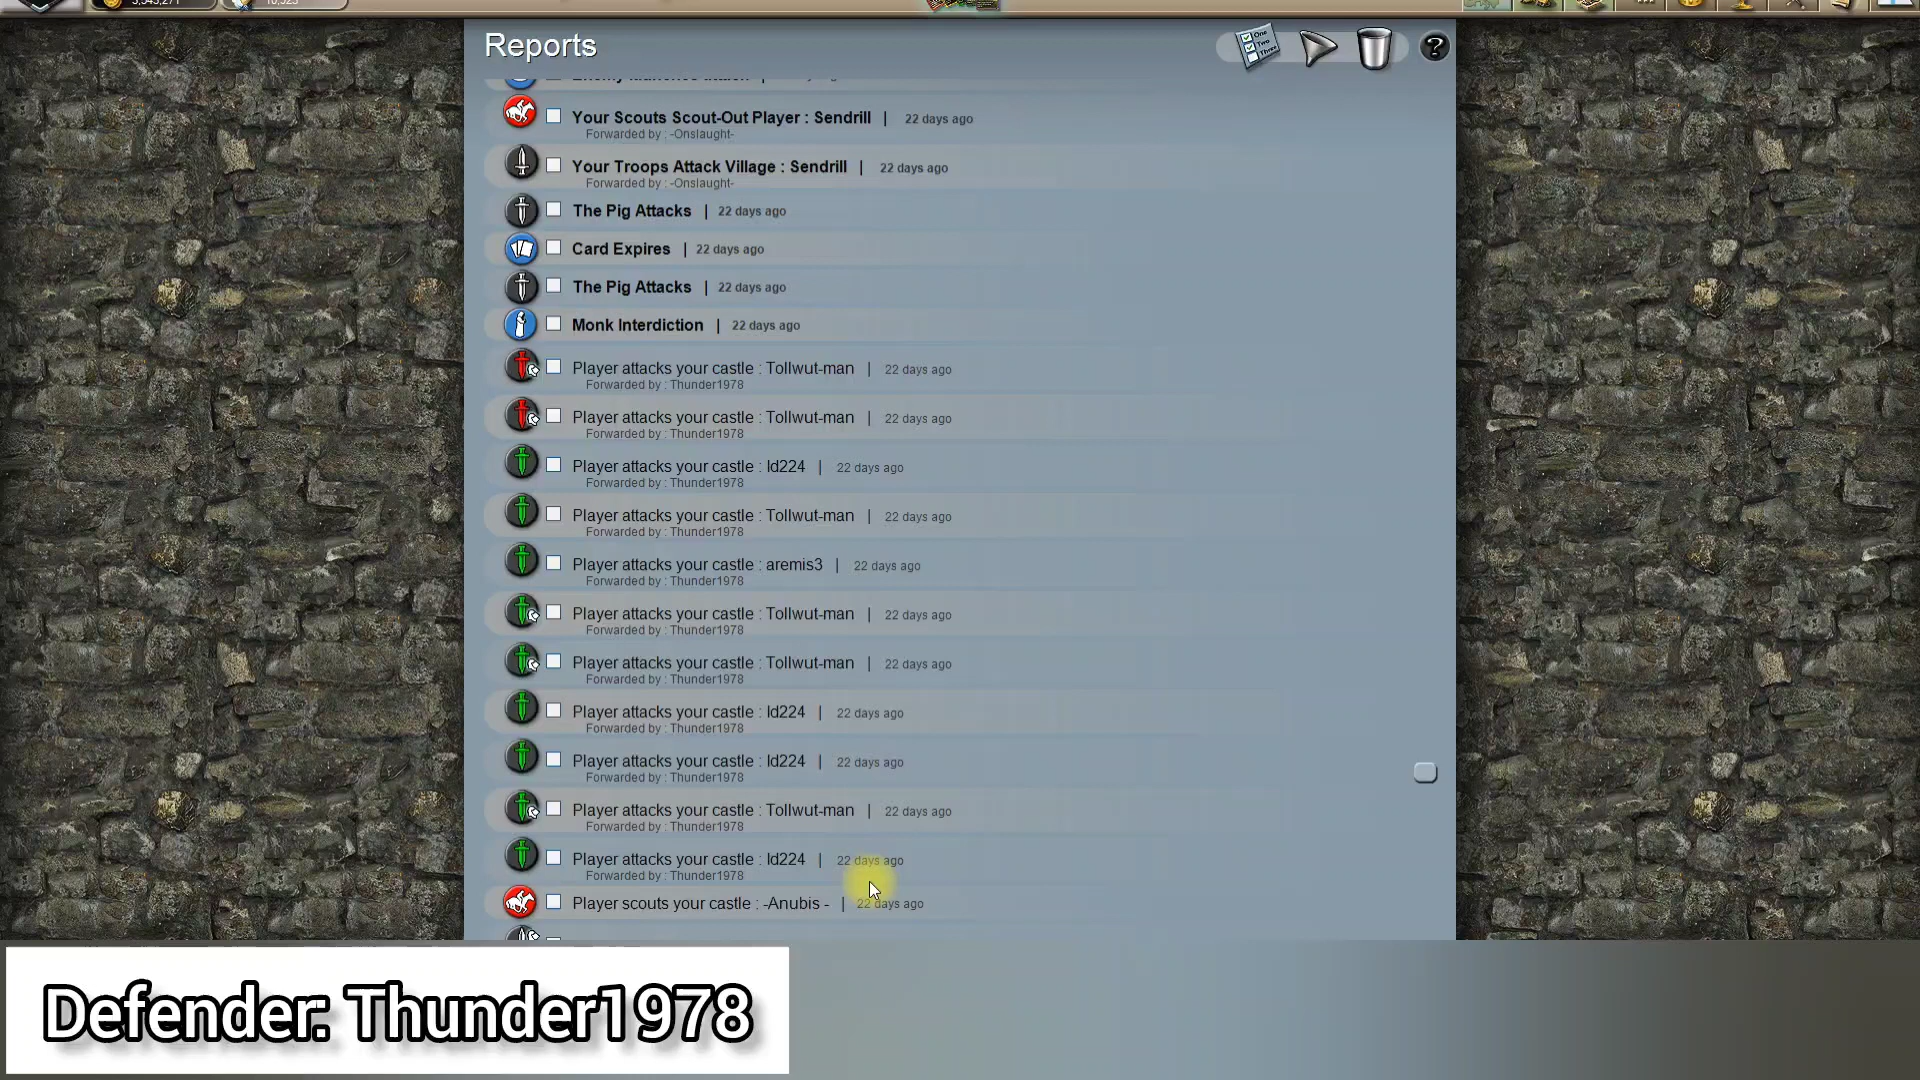 Reports
One
Two
Three
?
Your Scouts Scout-Out Player : Sendrill | 22 days ago
Forwarded by : -Onslaught-
Your Troops Attack Village : Sendrill | 22 days ago
Forwarded by : -Onslaught-
The Pig Attacks | 22 days ago
Card Expires | 22 days ago
The Pig Attacks | 22 days ago
Monk Interdiction | 22 days ago
Player attacks your castle : Tollwut-man | 22 days ago
Forwarded by : Thunder1978
Player attacks your castle : Tollwut-man | 22 days ago
Forwarded by : Thunder1978
Player attacks your castle : Id224 | 22 days ago
Forwarded by : Thunder1978
Player attacks your castle : Tollwut-man | 22 days ago
Forwarded by : Thunder1978
Player attacks your castle : aremis3 | 22 days ago
Forwarded by : Thunder1978
Player attacks your castle : Tollwut-man | 22 days ago
Forwarded by : Thunder1978
Player attacks your castle : Tollwut-man | 22 days ago
Forwarded by : Thunder1978
Player attacks your castle : Id224 | 22 days ago
Forwarded by : Thunder1978
Player attacks your castle : Id224 | 22 days ago
Forwarded by : Thunder1978
Player attacks your castle : Tollwut-man | 22 days ago
Forwarded by : Thunder1978
Player attacks your castle : Id224 | 22 days ago
Forwarded by : Thunder1978
Player scouts your castle : -Anubis - | 22 days ago
Defender: Thunder1978